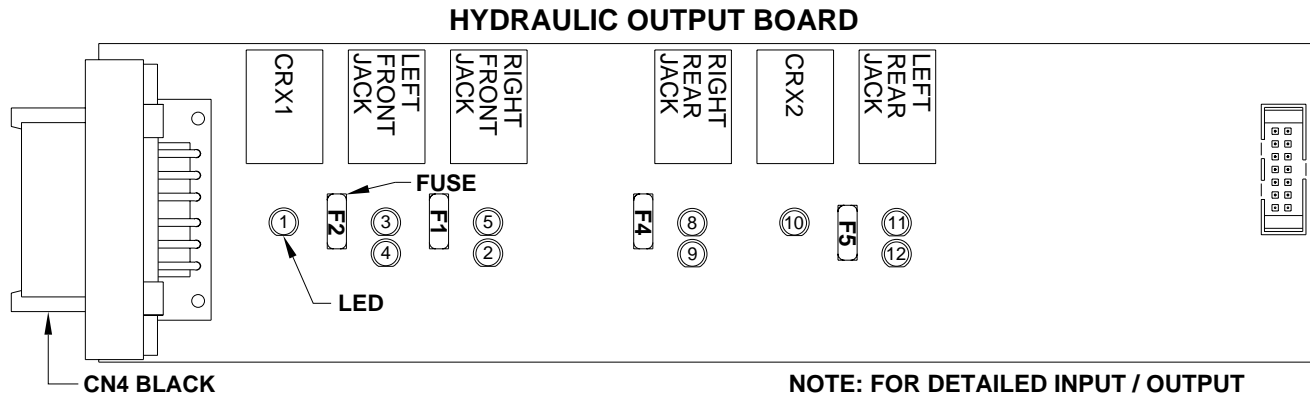 HYDRAULIC OUTPUT BOARD
CRX1
LEFT
FRONT
JACK
RIGHT
FRONT
JACK
RIGHT
REAR
JACK
CRX2
LEFT
REAR
JACK
FUSE
1
F2
3
4
F1
5
2
F4
8
9
10
F5
11
12
LED
CN4 BLACK
NOTE: FOR DETAILED INPUT / OUTPUT